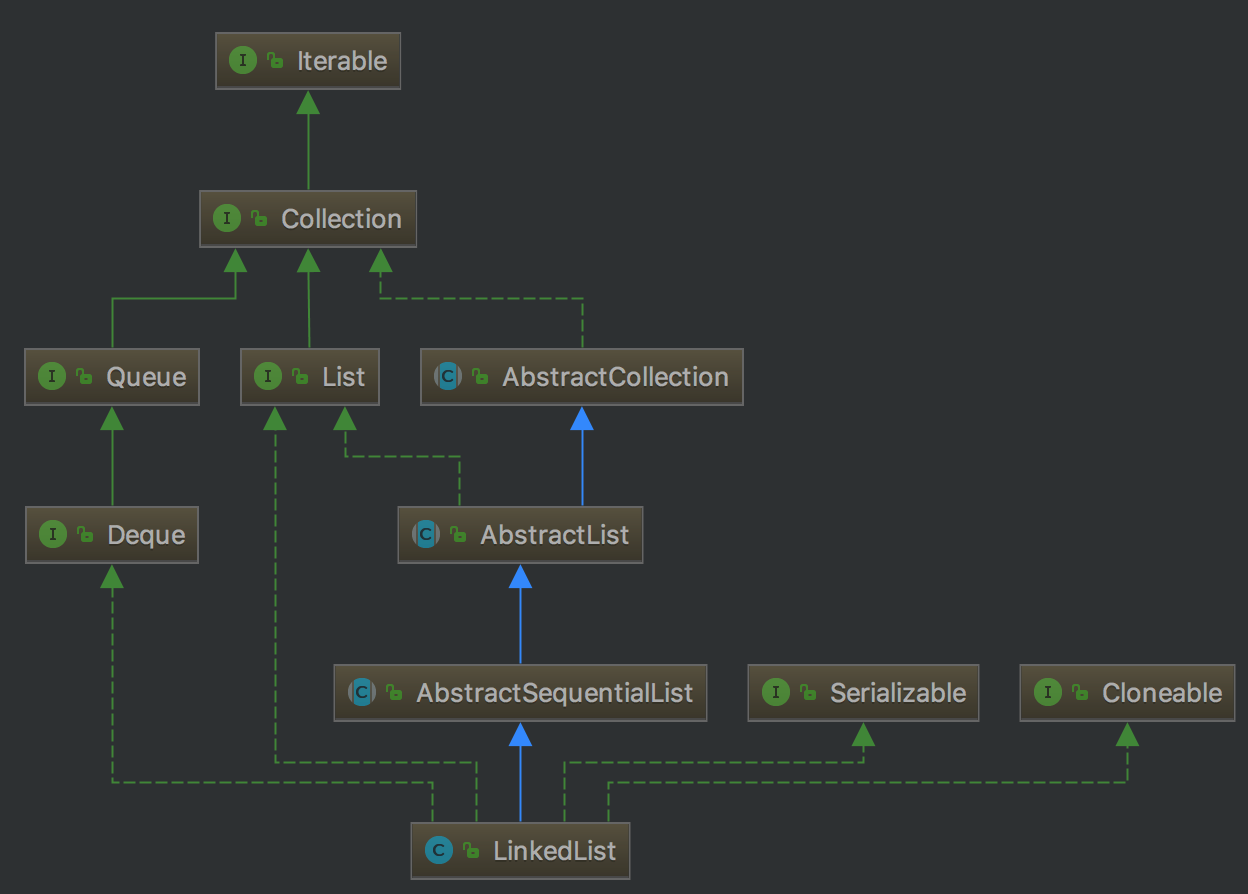 I Iterable
I Collection
I Queue
I List
C AbstractCollection
I Deque
C AbstractList
C AbstractSequentialList
I Serializable
I Cloneable
C LinkedList